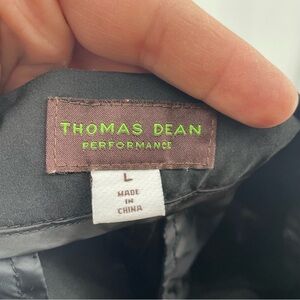 THOMAS DEAN
PERFORMANCE
L
MADE
IN
CHINA